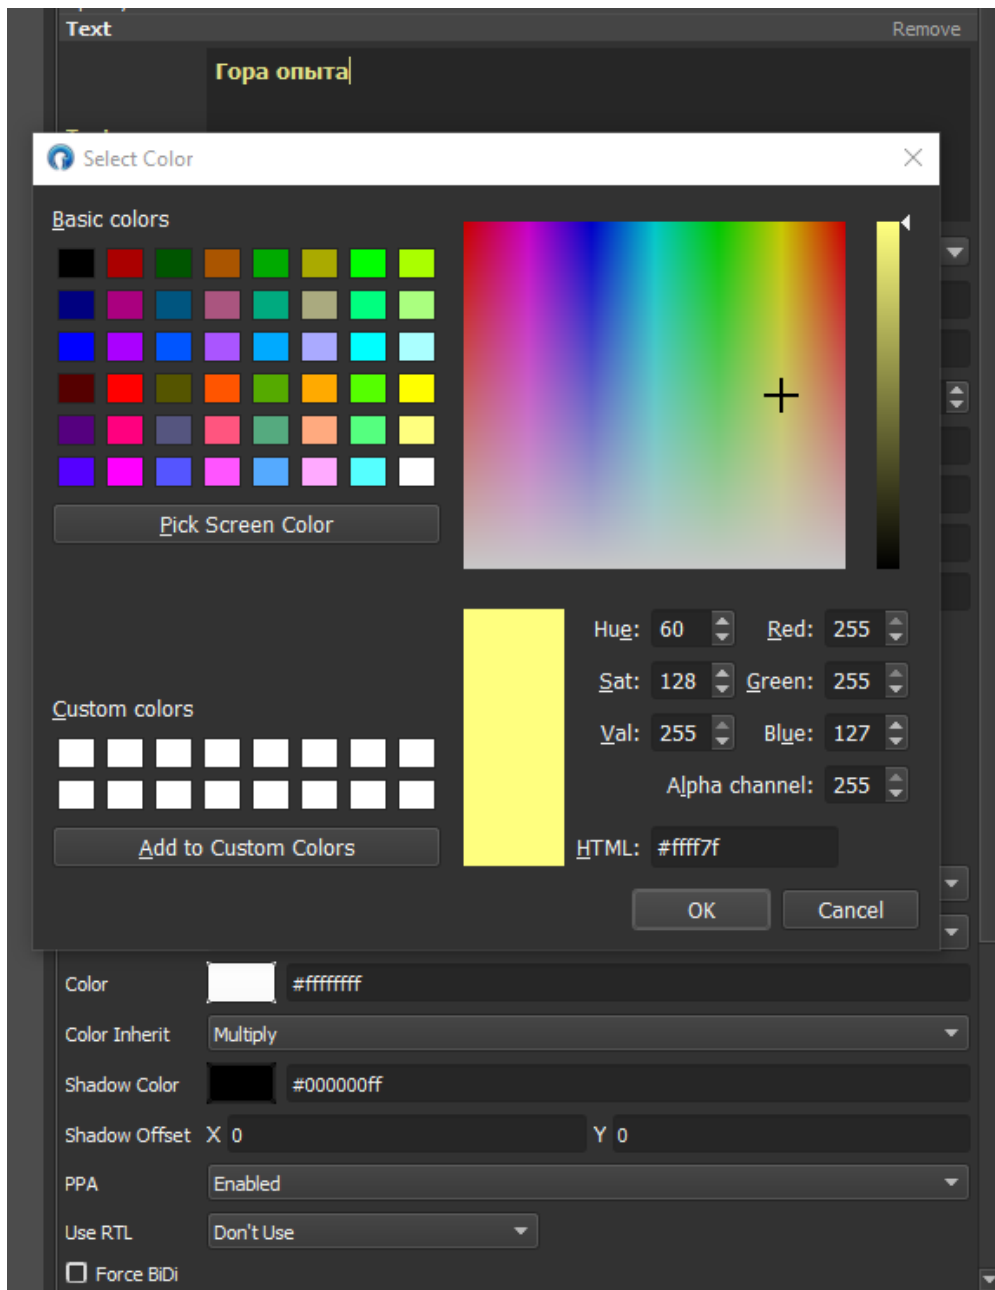 Text Remove
Гора опыта
Select Color
Basic colors
Pick Screen Color
Hue: 60 Red: 255
Sat: 128 Green: 255
Custom colors
Val: 255 Blue: 127
Alpha channel: 255
Add to Custom Colors HTML: #ffff7f
OK Cancel
Color #ffffffff
Color Inherit Multiply
Shadow Color #000000ff
Shadow Offset X 0 Y 0
PPA Enabled
Use RTL Don't Use
Force BiDi